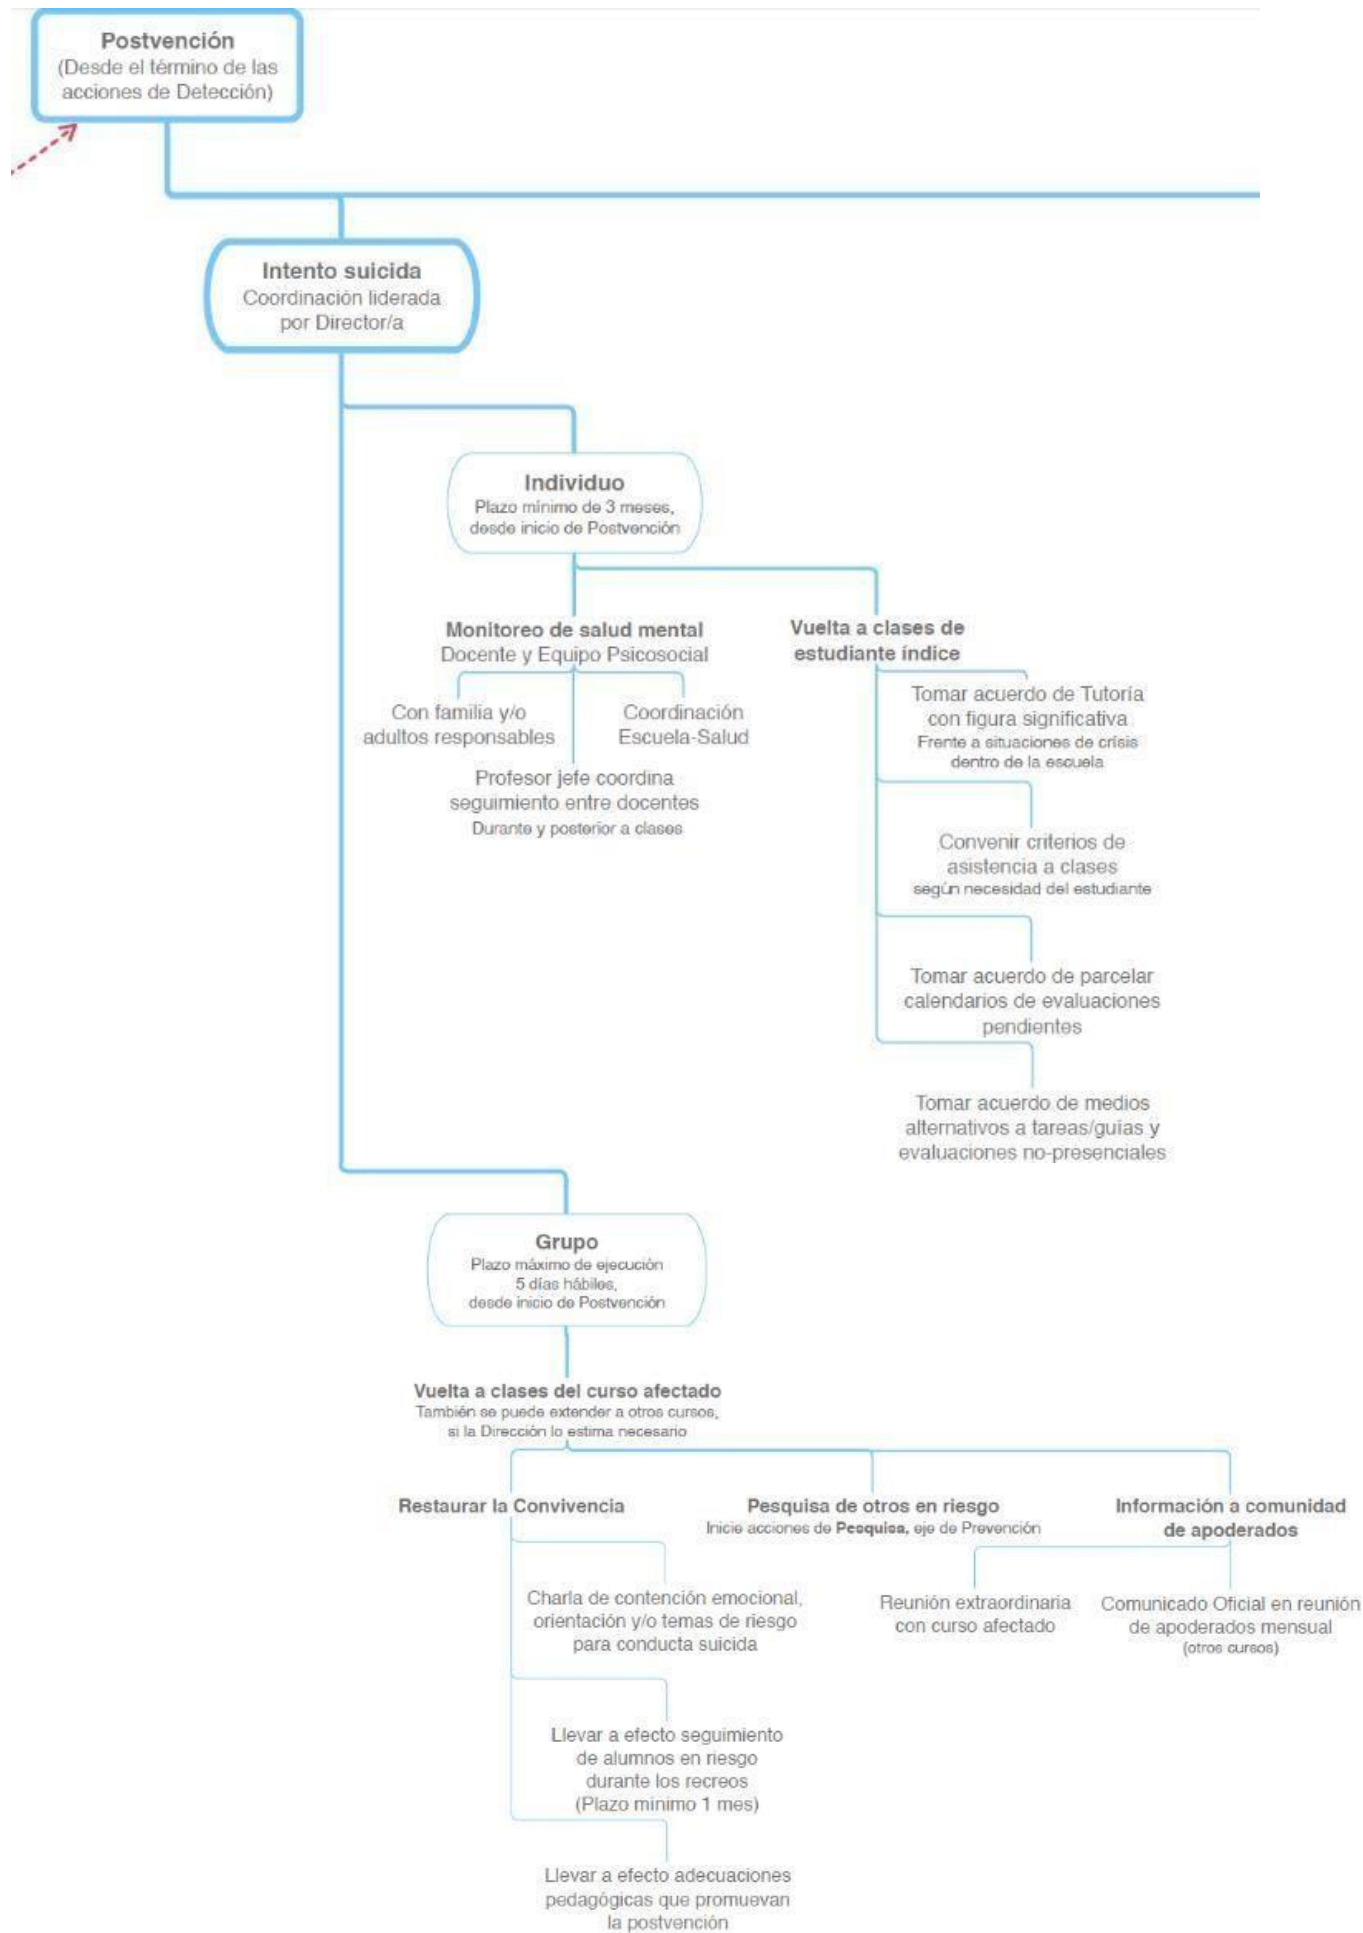 Postvención
(Desde el término de las
acciones de Detección)
Intento suicida
Coordinación liderada
por Director/a
Individuo
Plazo mínimo de 3 meses,
desde inicio de Postvención
Monitoreo de salud mental
Docente y Equipo Psicosocial
Con familia y/o
adultos responsables
Coordinación
Escuela-Salud
Profesor jefe coordina
seguimiento entre docentes
Durante y posterior a clases
Vuelta a clases de
estudiante índice
Tomar acuerdo de Tutoría
con figura significativa
Frente a situaciones de crisis
dentro de la escuela
Convenir criterios de
asistencia a clases
según necesidad del estudiante
Tomar acuerdo de parcelar
calendarios de evaluaciones
pendientes
Tomar acuerdo de medios
alternativos a tareas/guías y
evaluaciones no-presenciales
Grupo
Plazo máximo de ejecución
5 días hábiles,
desde inicio de Postvención
Vuelta a clases del curso afectado
También se puede extender a otros cursos,
si la Dirección lo estima necesario
Restaurar la Convivencia
Charla de contención emocional,
orientación y/o temas de riesgo
para conducta suicida
Llevar a efecto seguimiento
de alumnos en riesgo
durante los recreos
(Plazo mínimo 1 mes)
Llevar a efecto adecuaciones
pedagógicas que promuevan
la postvención
Pesquisa de otros en riesgo
Inicie acciones de Pesquisa, eje de Prevención
Información a comunidad
de apoderados
Reunión extraordinaria
con curso afectado
Comunicado Oficial en reunión
de apoderados mensual
(otros cursos)